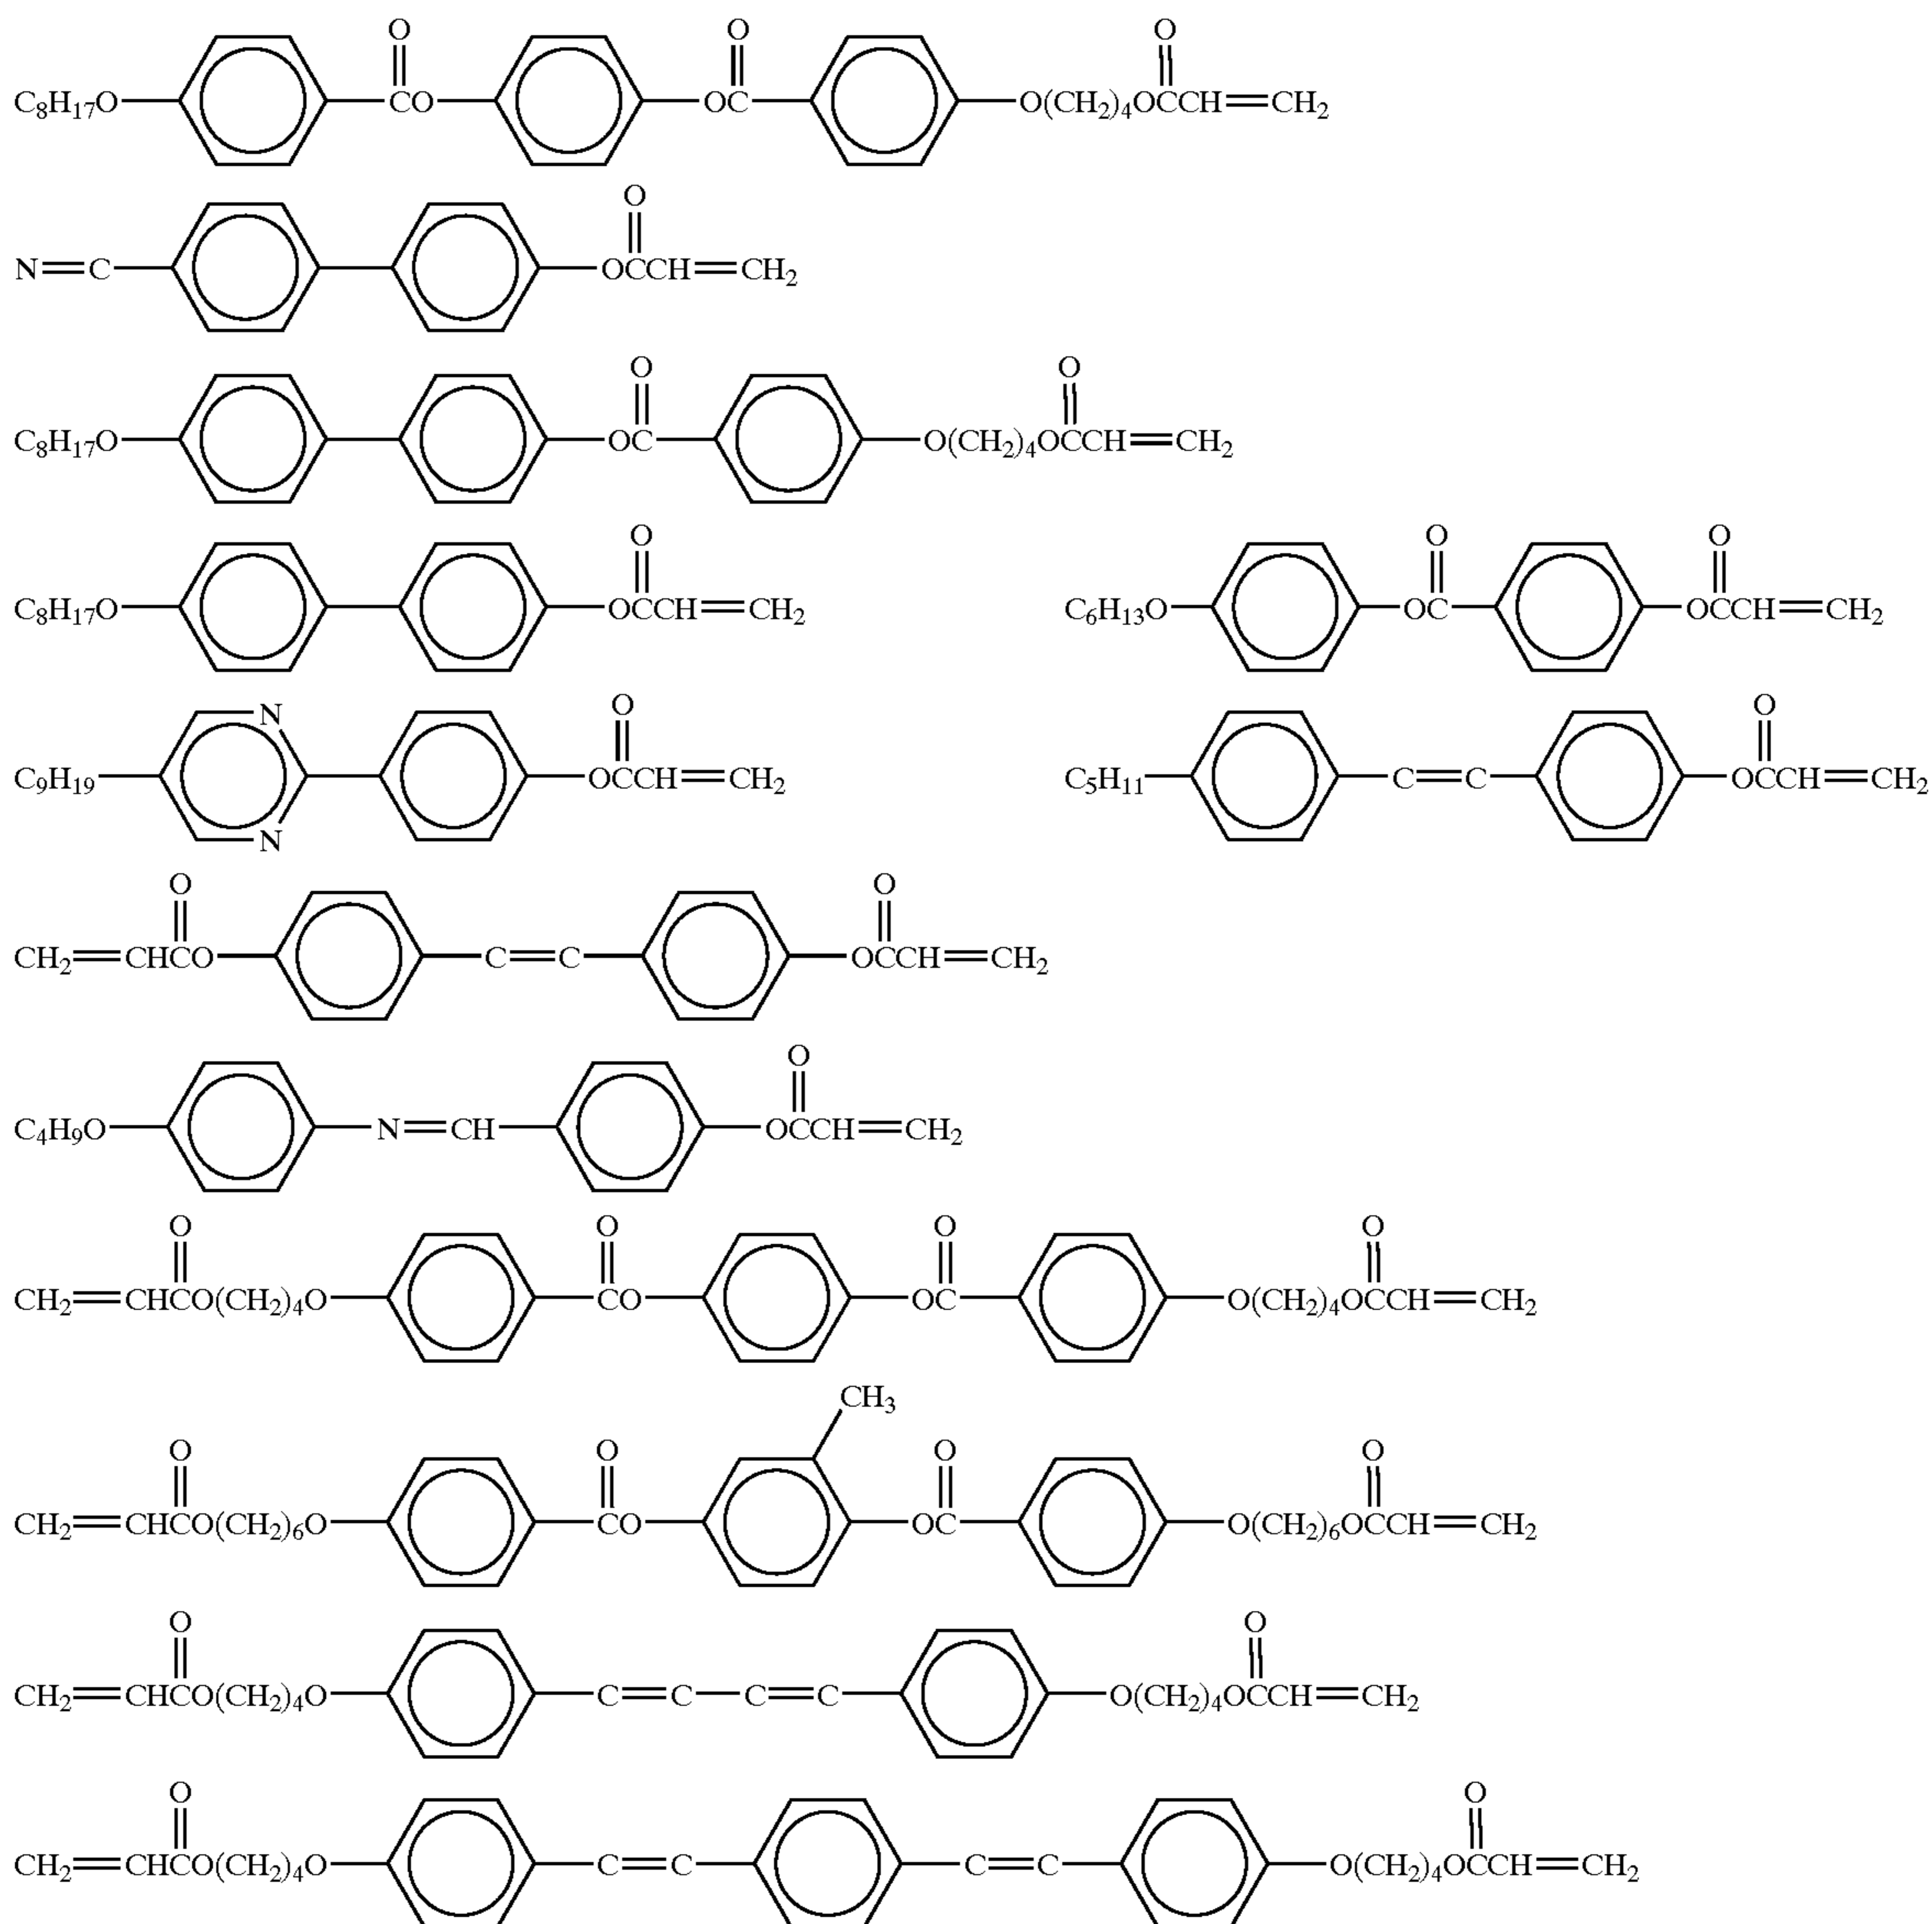 O O O
C₈H₁₇O CO OC O(CH₂)₄OCCH=CH₂
O
N=C OCCH=CH₂
O O
C₈H₁₇O OC O(CH₂)₄OCCH=CH₂
O O O
C₈H₁₇O OCCH=CH₂ C₆H₁₃O OC OCCH=CH₂
N O O
C₉H₁₉ OCCH=CH₂ C₅H₁₁ C=C OCCH=CH₂
N
O O
CH₂=CHCO C=C OCCH=CH₂
O
C₄H₉O N=CH OCCH=CH₂
O O O O
CH₂=CHCO(CH₂)₄O CO OC O(CH₂)₄OCCH=CH₂
CH₃
O O O O
CH₂=CHCO(CH₂)₆O CO OC O(CH₂)₆OCCH=CH₂
O O
CH₂=CHCO(CH₂)₄O C=C C=C O(CH₂)₄OCCH=CH₂
O O
CH₂=CHCO(CH₂)₄O C=C C=C O(CH₂)₄OCCH=CH₂